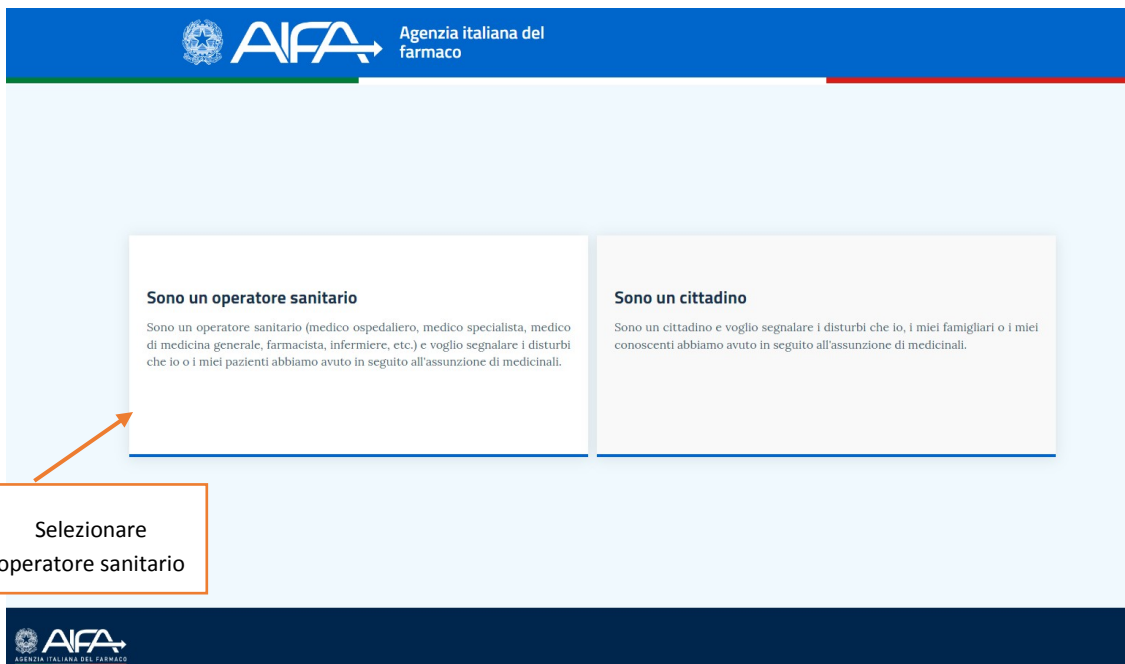 AIFA
Agenzia italiana del
farmaco
Sono un operatore sanitario
Sono un operatore sanitario (medico ospedaliero, medico specialista, medico
di medicina generale, farmacista, infermiere, etc.) e voglio segnalare i disturbi
che io o i miei pazienti abbiamo avuto in seguito all'assunzione di medicinali.
Sono un cittadino
Sono un cittadino e voglio segnalare i disturbi che io, i miei famigliari o i miei
conoscenti abbiamo avuto in seguito all'assunzione di medicinali.
Selezionare
operatore sanitario
AIFA
AGENZIA ITALIANA DEL FARMACO